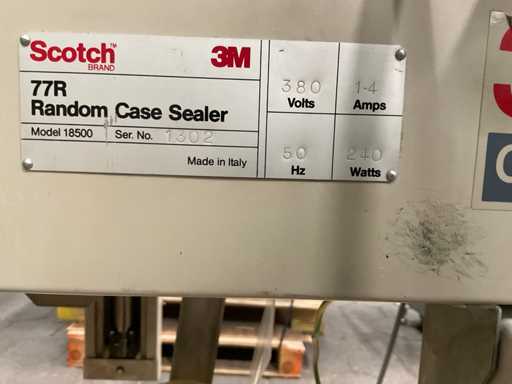 Scotch™ 3M
BRAND
77R
Random Case Sealer
Model 18500 Ser. No. 1302
Made in Italy
380 1-4
Volts Amps
50 240
Hz Watts